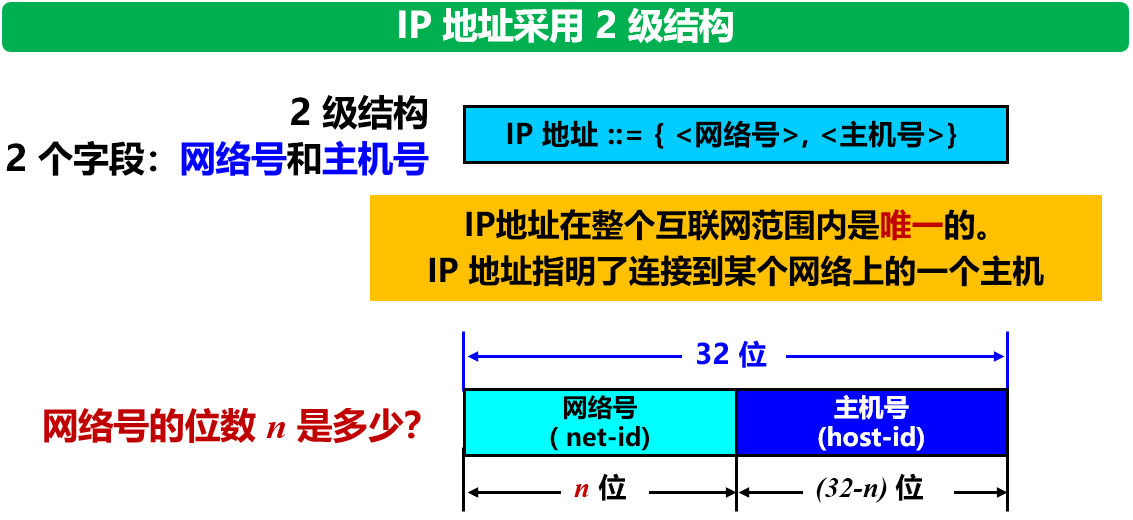 IP 地址采用 2 级结构
2 级结构
2 个字段：网络号和主机号
IP 地址 ::= { <网络号>, <主机号>}
IP地址在整个互联网范围内是唯一的。
IP 地址指明了连接到某个网络上的一个主机
32 位
网络号的位数 n 是多少？
网络号
( net-id)
主机号
(host-id)
n 位
(32-n) 位